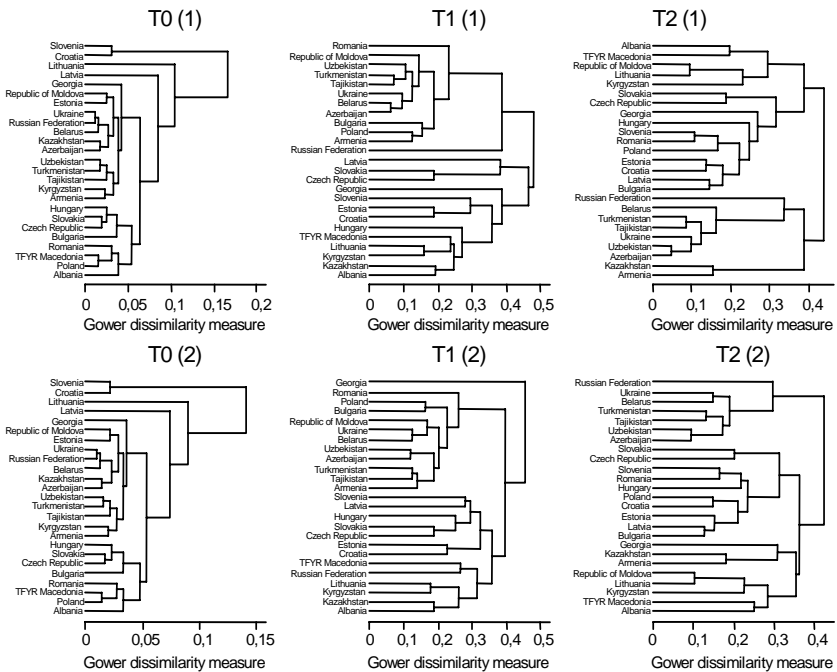 T0 (1)
Slovenia
Croatia
Lithuania
Latvia
Georgia
Republic of Moldova
Estonia
Ukraine
Russian Federation
Belarus
Kazakhstan
Azerbaijan
Uzbekistan
Turkmenistan
Tajikistan
Kyrgyzstan
Armenia
Hungary
Slovakia
Czech Republic
Bulgaria
Romania
TFYR Macedonia
Poland
Albania
0 0,05 0,1 0,15 0,2
Gower dissimilarity measure
T1 (1)
Romania
Republic of Moldova
Uzbekistan
Turkmenistan
Tajikistan
Ukraine
Belarus
Azerbaijan
Bulgaria
Poland
Armenia
Russian Federation
Latvia
Slovakia
Czech Republic
Georgia
Slovenia
Estonia
Croatia
Hungary
TFYR Macedonia
Lithuania
Kyrgyzstan
Kazakhstan
Albania
0 0,1 0,2 0,3 0,4 0,5
Gower dissimilarity measure
T2 (1)
Albania
TFYR Macedonia
Republic of Moldova
Lithuania
Kyrgyzstan
Slovakia
Czech Republic
Georgia
Hungary
Slovenia
Romania
Poland
Estonia
Croatia
Latvia
Bulgaria
Russian Federation
Belarus
Turkmenistan
Tajikistan
Ukraine
Uzbekistan
Azerbaijan
Kazakhstan
Armenia
0 0,1 0,2 0,3 0,4
Gower dissimilarity measure
T0 (2)
Slovenia
Croatia
Lithuania
Latvia
Georgia
Republic of Moldova
Estonia
Ukraine
Russian Federation
Belarus
Kazakhstan
Azerbaijan
Uzbekistan
Turkmenistan
Tajikistan
Kyrgyzstan
Armenia
Hungary
Slovakia
Czech Republic
Bulgaria
Romania
TFYR Macedonia
Poland
Albania
0 0,05 0,1 0,15
Gower dissimilarity measure
T1 (2)
Georgia
Romania
Poland
Bulgaria
Republic of Moldova
Ukraine
Belarus
Uzbekistan
Azerbaijan
Turkmenistan
Tajikistan
Armenia
Slovenia
Latvia
Hungary
Slovakia
Czech Republic
Estonia
Croatia
TFYR Macedonia
Russian Federation
Lithuania
Kyrgyzstan
Kazakhstan
Albania
0 0,1 0,2 0,3 0,4 0,5
Gower dissimilarity measure
T2 (2)
Russian Federation
Ukraine
Belarus
Turkmenistan
Tajikistan
Uzbekistan
Azerbaijan
Slovakia
Czech Republic
Slovenia
Romania
Hungary
Poland
Croatia
Estonia
Latvia
Bulgaria
Georgia
Kazakhstan
Armenia
Republic of Moldova
Lithuania
Kyrgyzstan
TFYR Macedonia
Albania
0 0,1 0,2 0,3 0,4
Gower dissimilarity measure